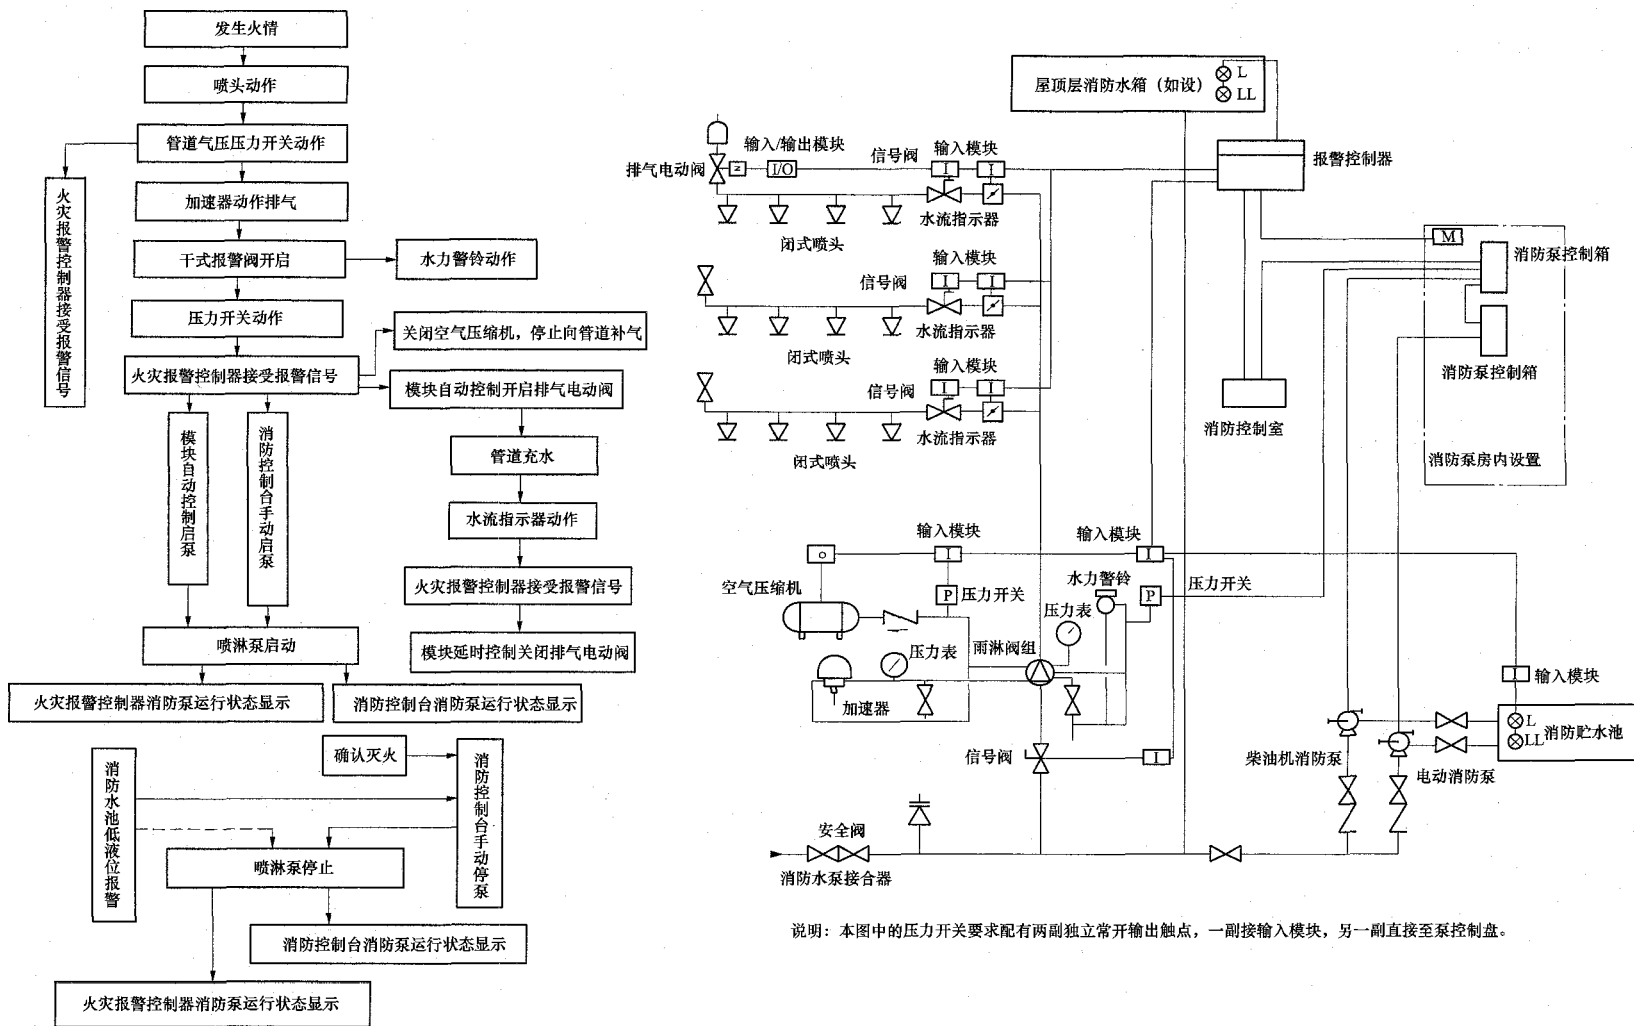 发生火情
喷头动作
管道气压压力开关动作
火灾报警控制器接受报警信号
加速器动作排气
干式报警阀开启
水力警铃动作
压力开关动作
关闭空气压缩机，停止向管道补气
火灾报警控制器接受报警信号
模块自动控制开启排气电动阀
模块自动控制启泵
消防控制台手动启泵
管道充水
水流指示器动作
火灾报警控制器接受报警信号
模块延时控制关闭排气电动阀
喷淋泵启动
火灾报警控制器消防泵运行状态显示
消防控制台消防泵运行状态显示
确认灭火
消防水池低液位报警
消防控制台手动停泵
喷淋泵停止
消防控制台消防泵运行状态显示
火灾报警控制器消防泵运行状态显示
屋顶层消防水箱（如设）
L
LL
输入/输出模块
信号阀
输入模块
排气电动阀
I/O
I
I
水流指示器
闭式喷头
报警控制器
输入模块
信号阀
I
I
水流指示器
闭式喷头
输入模块
信号阀
I
I
水流指示器
闭式喷头
M
消防泵控制箱
消防泵控制箱
消防控制室
消防泵房内设置
输入模块
I
输入模块
I
空气压缩机
P
压力开关
水力警铃
P
压力开关
压力表
雨淋阀组
压力表
加速器
信号阀
I
I
输入模块
L
LL
消防贮水池
柴油机消防泵
电动消防泵
安全阀
消防水泵接合器
说明：本图中的压力开关要求配有两副独立常开输出触点，一副接输入模块，另一副直接至泵控制盘。